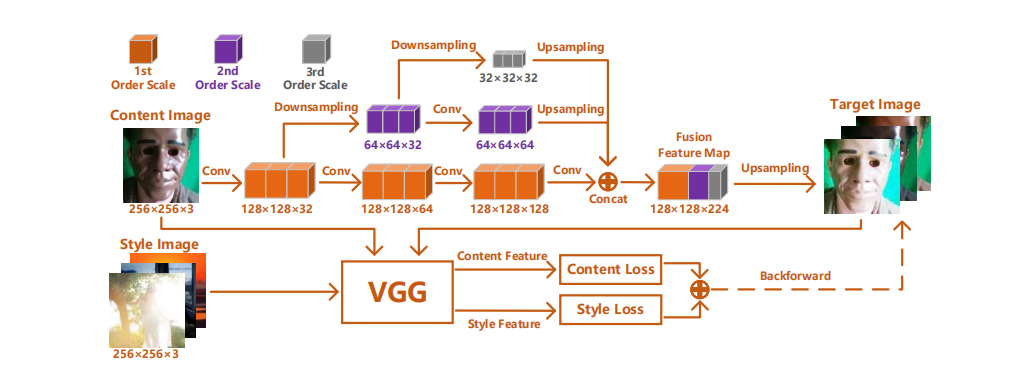 1st
Order Scale
2nd
Order Scale
3rd
Order Scale
Downsampling
Upsampling
32×32×32
Downsampling
Conv
Upsampling
64×64×32
64×64×64
Content Image
Target Image
Fusion
Feature Map
Conv
Conv
Conv
Conv
Concat
Upsampling
256×256×3
128×128×32
128×128×64
128×128×128
128×128×224
Style Image
VGG
Content Feature
Content Loss
Backforward
Style Loss
Style Feature
256×256×3